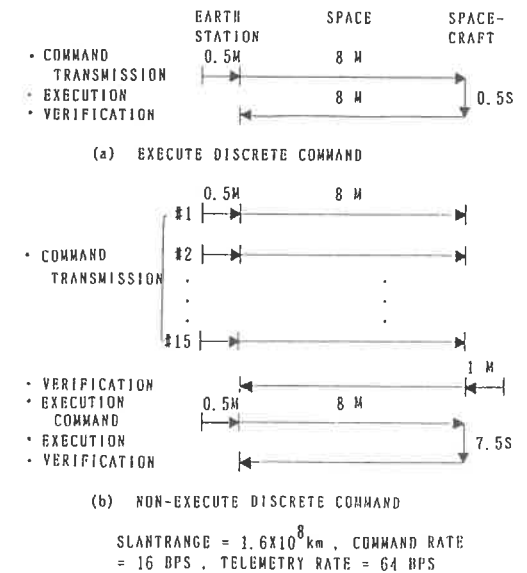 EARTH STATION
SPACE
SPACE-CRAFT
• COMMAND TRANSMISSION
0.5M
8 M
• EXECUTION
8 M
0.5S
• VERIFICATION
(a) EXECUTE DISCRETE COMMAND
0.5M
8 M
#1
• COMMAND TRANSMISSION
#2
#15
1 M
• VERIFICATION
• EXECUTION COMMAND
0.5M
8 M
• EXECUTION
7.5S
• VERIFICATION
(b) NON-EXECUTE DISCRETE COMMAND
SLANTRANGE = 1.6X10⁸km , COMMAND RATE
= 16 BPS , TELEMETRY RATE = 64 BPS